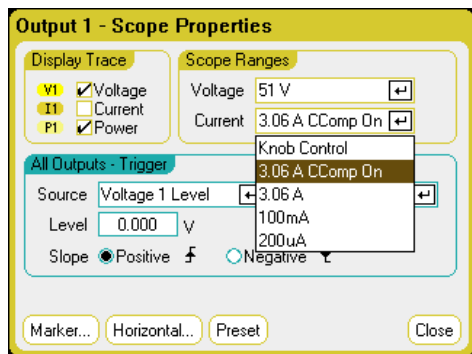 Output 1 - Scope Properties
Display Trace
V1 Voltage
I1 Current
P1 Power
Scope Ranges
Voltage 51 V
Current 3.06 A CComp On
Knob Control
3.06 A CComp On
3.06 A
100mA
200uA
All Outputs - Trigger
Source Voltage 1 Level
Level 0.000 V
Slope Positive Negative
Marker... Horizontal... Preset Close